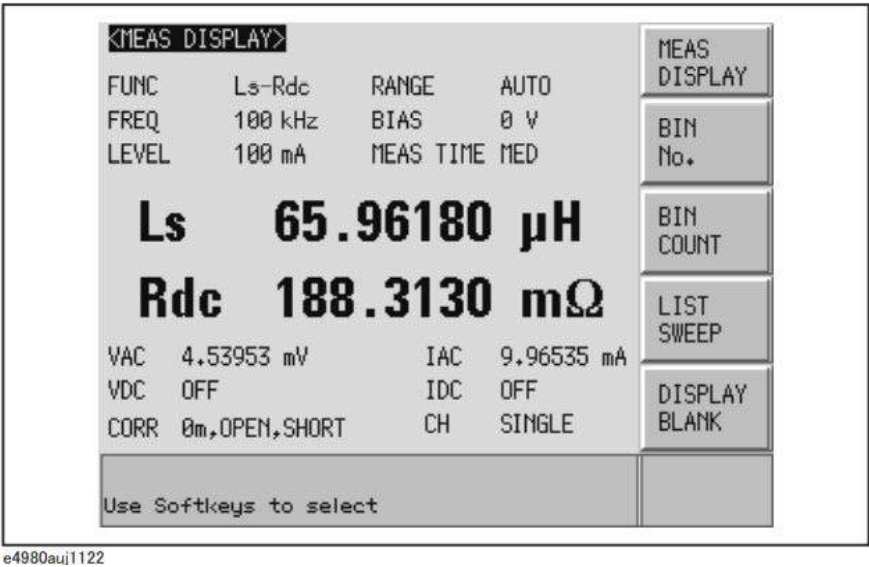 <MEAS DISPLAY>
FUNC Ls-Rdc RANGE AUTO
FREQ 100 kHz BIAS 0 V
LEVEL 100 mA MEAS TIME MED
Ls 65.96180 µH
Rdc 188.3130 mΩ
VAC 4.53953 mV IAC 9.96535 mA
VDC OFF IDC OFF
CORR 0m,OPEN,SHORT CH SINGLE
Use Softkeys to select
MEAS
DISPLAY
BIN
No.
BIN
COUNT
LIST
SWEEP
DISPLAY
BLANK
e4980auj1122